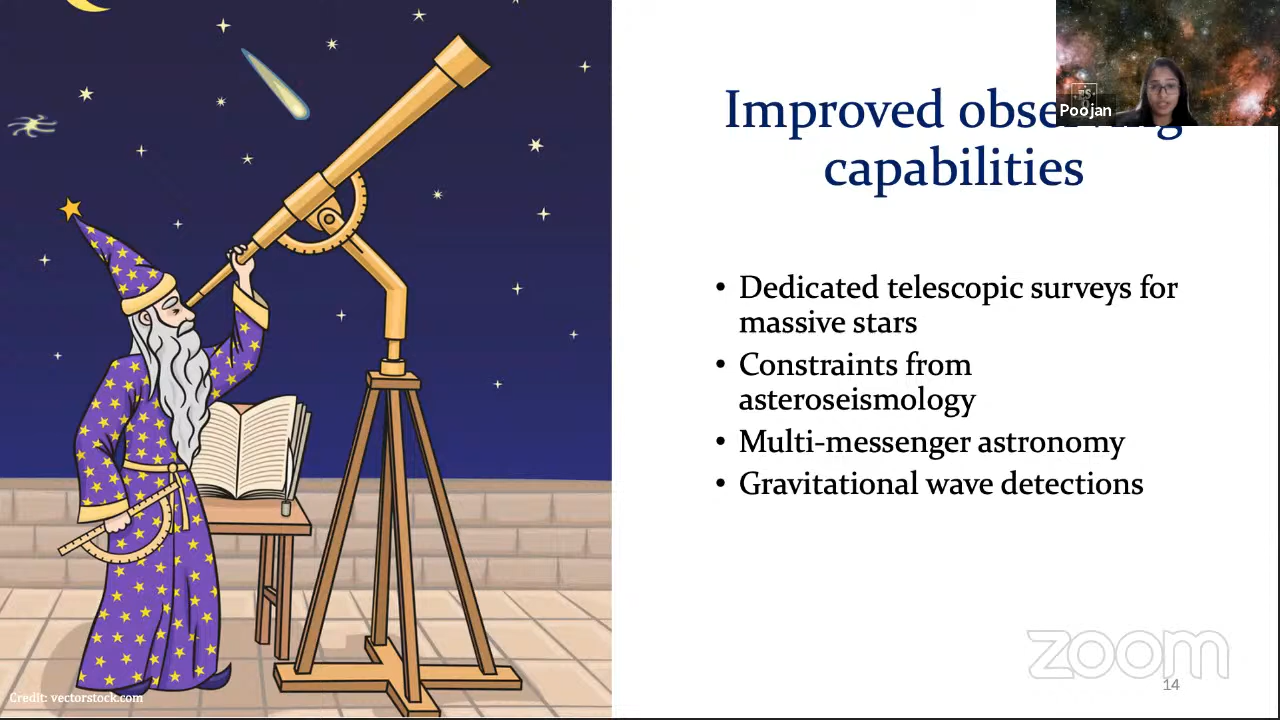 Improved obse
capabilities
Poojan
• Dedicated telescopic surveys for
massive stars
• Constraints from
asteroseismology
• Multi-messenger astronomy
• Gravitational wave detections
zoom
14
Credit: vectorstock.com